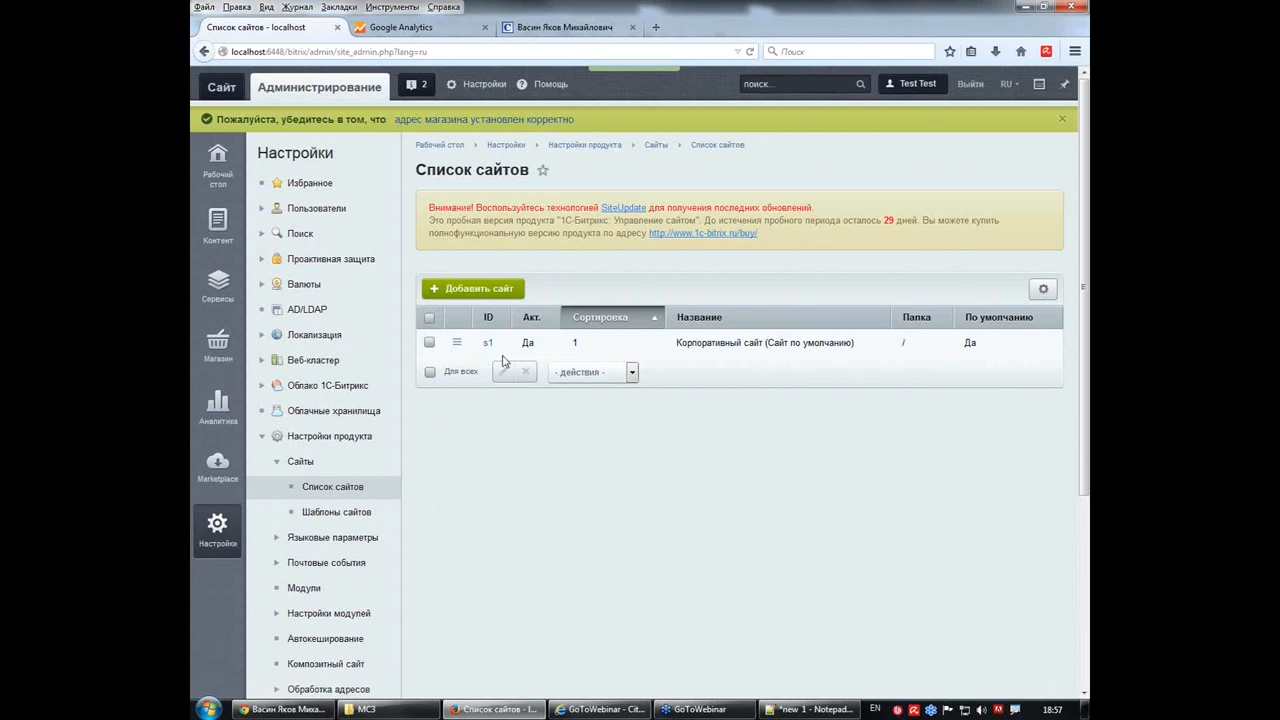 Файл Правка Вид Журнал Закладки Инструменты Справка
Список сайтов - localhost × Google Analytics × Васин Яков Михайлович × +
localhost:6448/bitrix/admin/site_admin.php?lang=ru Поиск
Сайт Администрирование 2 Настройки Помощь поиск... Test Test Выйти RU
Пожалуйста, убедитесь в том, что адрес магазина установлен корректно ×
Рабочий стол
Контент
Сервисы
Магазин
Аналитика
Marketplace
Настройки
Настройки
Избранное
Пользователи
Поиск
Проактивная защита
Валюты
AD/LDAP
Локализация
Веб-кластер
Облако 1С-Битрикс
Облачные хранилища
Настройки продукта
Сайты
Список сайтов
Шаблоны сайтов
Языковые параметры
Почтовые события
Модули
Настройки модулей
Автокеширование
Композитный сайт
Обработка адресов
Рабочий стол Настройки Настройки продукта Сайты Список сайтов
Список сайтов
Внимание! Воспользуйтесь технологией SiteUpdate для получения последних обновлений.
Это пробная версия продукта "1С-Битрикс: Управление сайтом". До истечения пробного периода осталось 29 дней. Вы можете купить
полнофункциональную версию продукта по адресу http://www.1c-bitrix.ru/buy/
+ Добавить сайт
ID Акт. Сортировка Название Папка По умолчанию
s1 Да 1 Корпоративный сайт (Сайт по умолчанию) / Да
Для всех - действия -
Васин Яков Миха... МС3 Список сайтов - l... GoToWebinar - Cit... GoToWebinar *new 1 - Notepad... EN 18:57